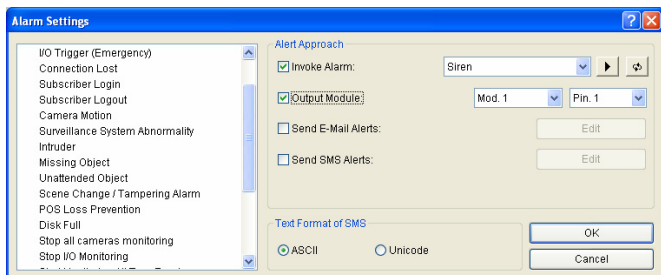 Alarm Settings
I/O Trigger (Emergency)
Connection Lost
Subscriber Login
Subscriber Logout
Camera Motion
Surveillance System Abnormality
Intruder
Missing Object
Unattended Object
Scene Change / Tampering Alarm
POS Loss Prevention
Disk Full
Stop all cameras monitoring
Stop I/O Monitoring
Alert Approach
Invoke Alarm: Siren
Output Module: Mod. 1 Pin. 1
Send E-Mail Alerts: Edit
Send SMS Alerts: Edit
Text Format of SMS
ASCII Unicode
OK
Cancel